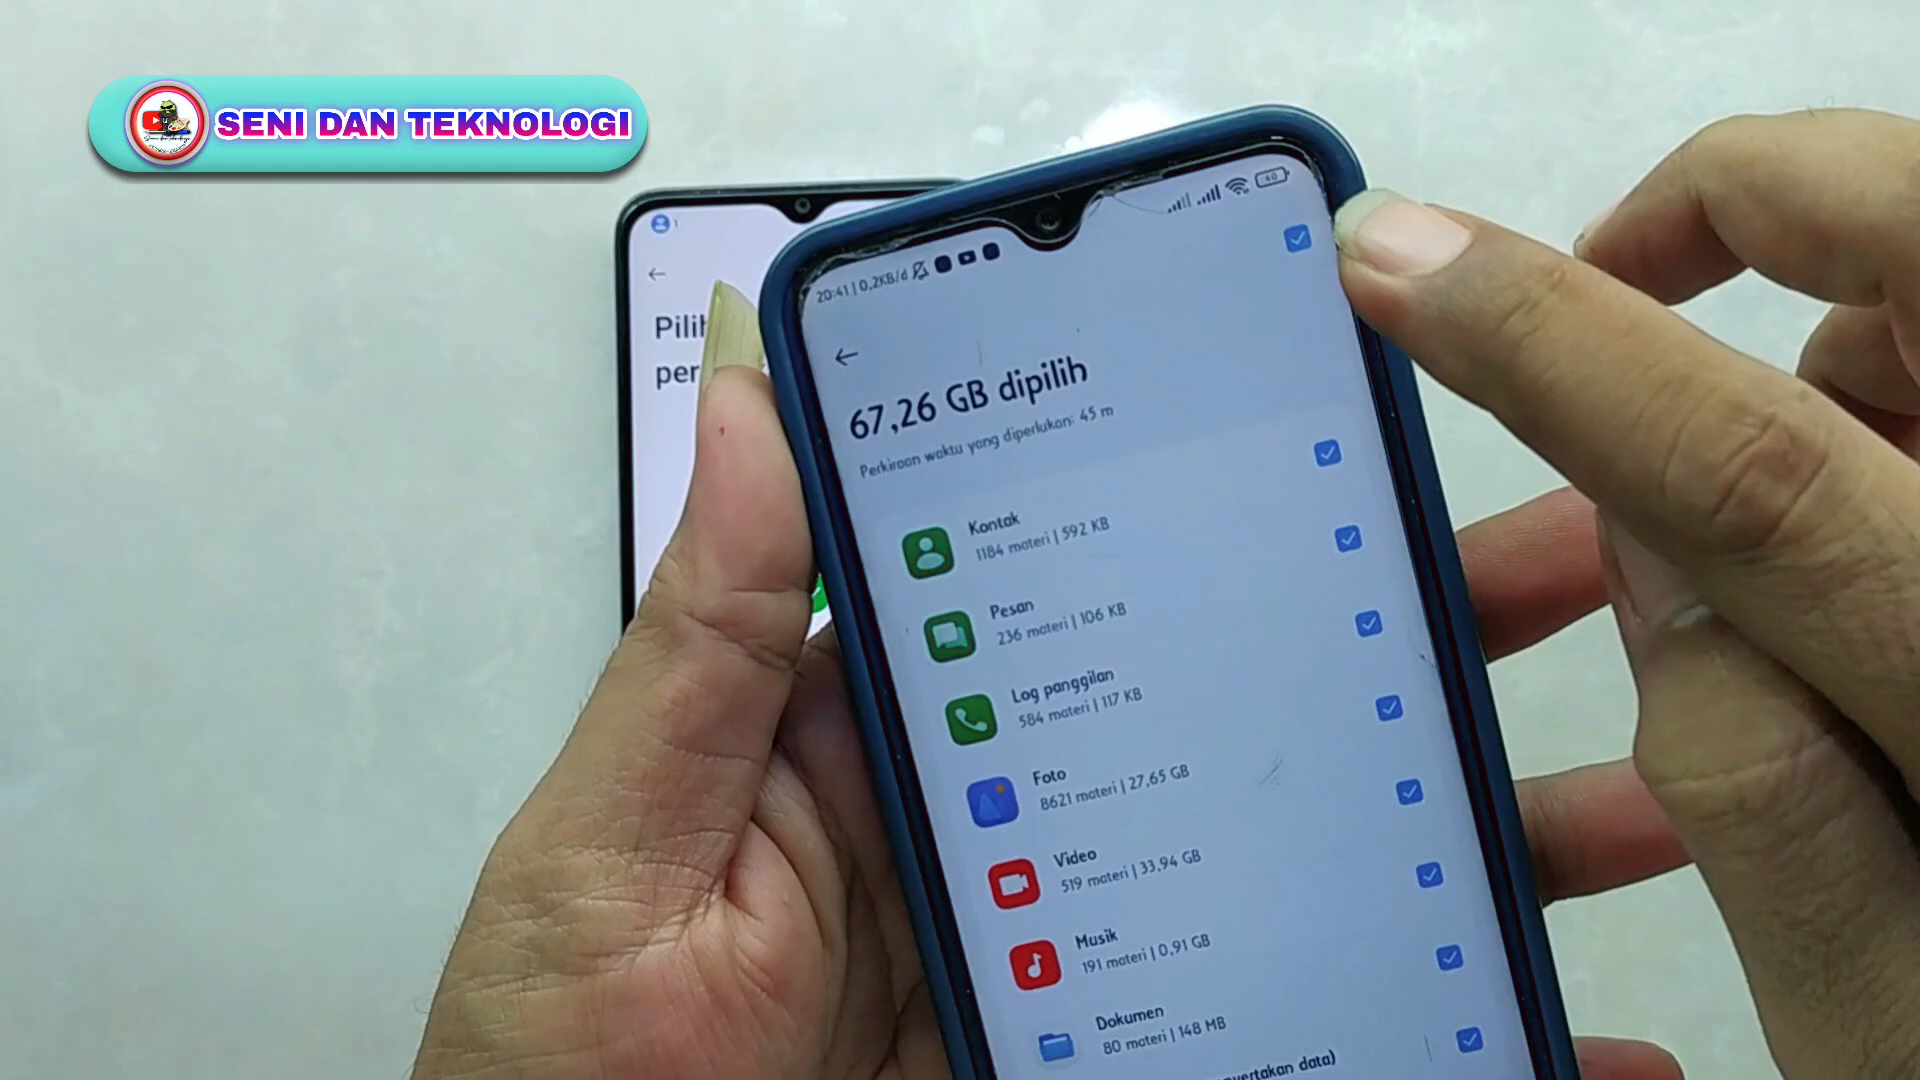 SENI DAN TEKNOLOGI
1
Pilih
per
20:41 | 0,2KB/d
40
67,26 GB dipilih
Perkiraan waktu yang diperlukan: 45 m
Kontak
1184 materi | 592 KB
Pesan
236 materi | 106 KB
Log panggilan
584 materi | 117 KB
Foto
8621 materi | 27,65 GB
Video
519 materi | 33,94 GB
Musik
191 materi | 0,91 GB
Dokumen
80 materi | 148 MB
yertakan data)